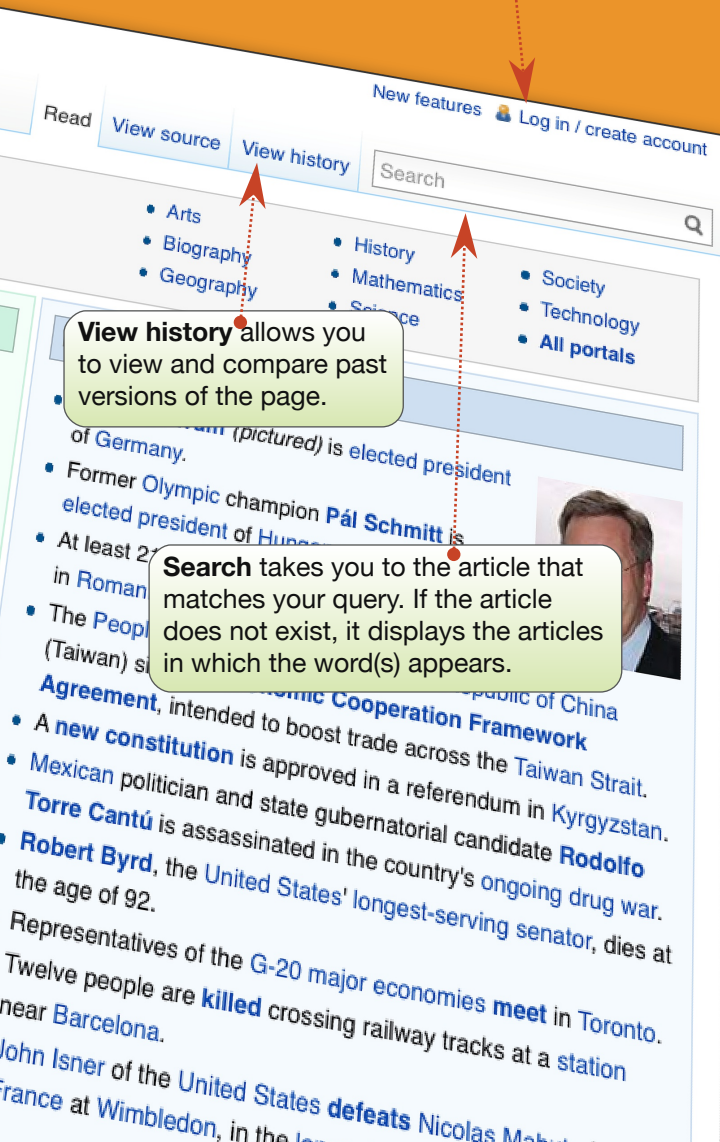 New features Log in / create account
Read View source View history Search
Arts
Biography
Geography
History
Mathematics
Society
Technology
All portals
View history allows you
to view and compare past
versions of the page.
(pictured) is elected president
of Germany.
Former Olympic champion Pál Schmitt is
elected president of
At least
in
Search takes you to the article that
matches your query. If the article
does not exist, it displays the articles
in which the word(s) appears.
The
of China
(Taiwan)
Cooperation Framework
Agreement, intended to boost trade across the Taiwan Strait.
A new constitution is approved in a referendum in Kyrgyzstan.
Mexican politician and state gubernatorial candidate Rodolfo
Torre Cantú is assassinated in the country's ongoing drug war.
Robert Byrd, the United States' longest-serving senator, dies at
the age of 92.
Representatives of the G-20 major economies meet in Toronto.
Twelve people are killed crossing railway tracks at a station
near Barcelona.
John Isner of the United States defeats Nicolas
France at Wimbledon, in the